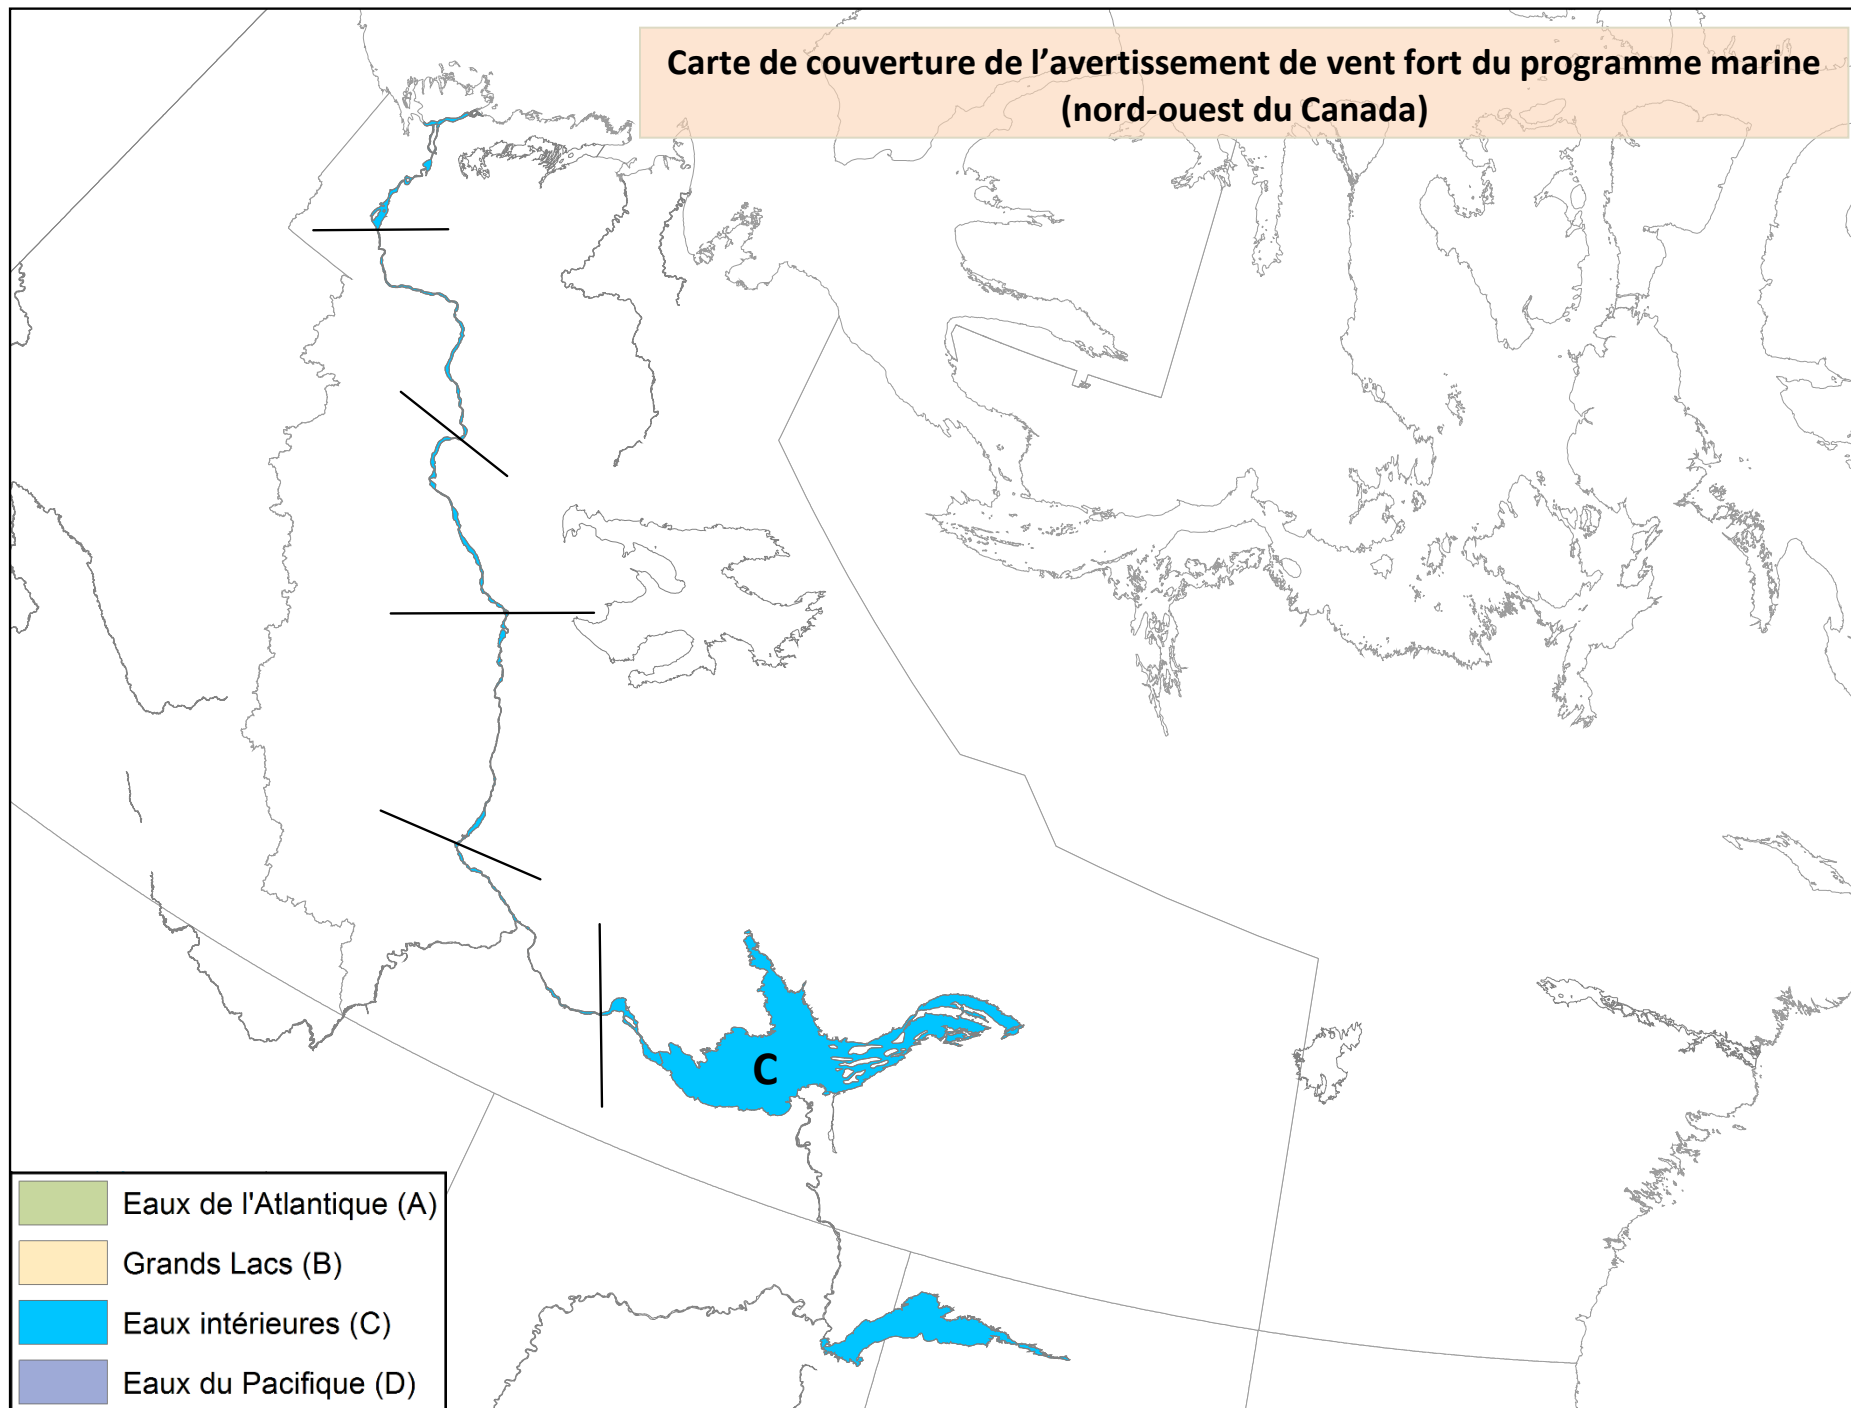 Carte de couverture de l’avertissement de vent fort du programme marine
(nord-ouest du Canada)
C
Eaux de l'Atlantique (A)
Grands Lacs (B)
Eaux intérieures (C)
Eaux du Pacifique (D)